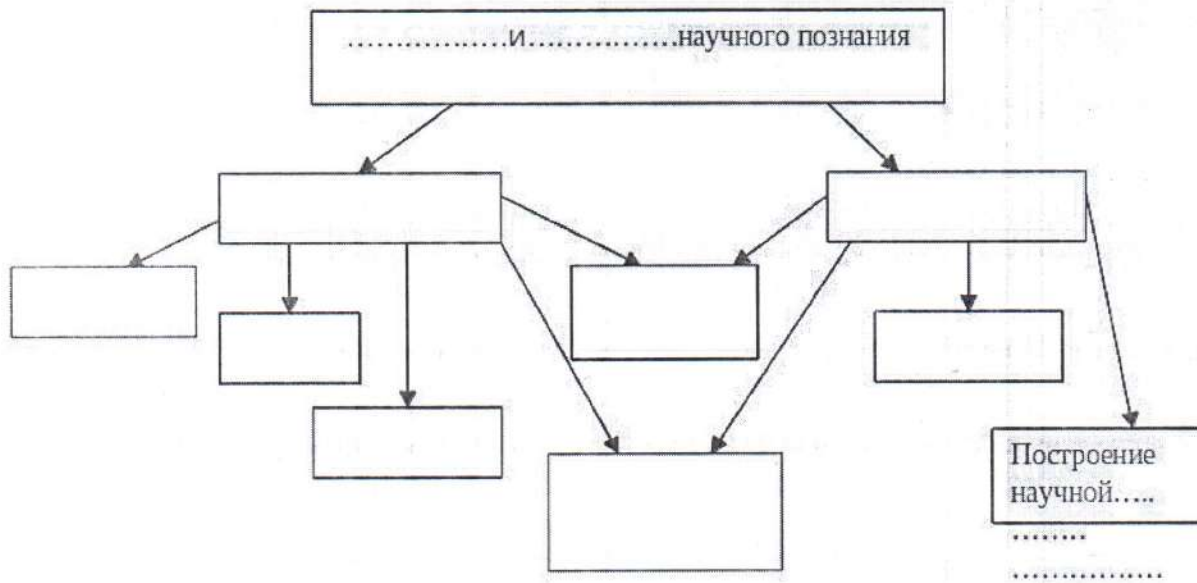 ………………и………………научного познания
Построение
научной…..
……..
……………